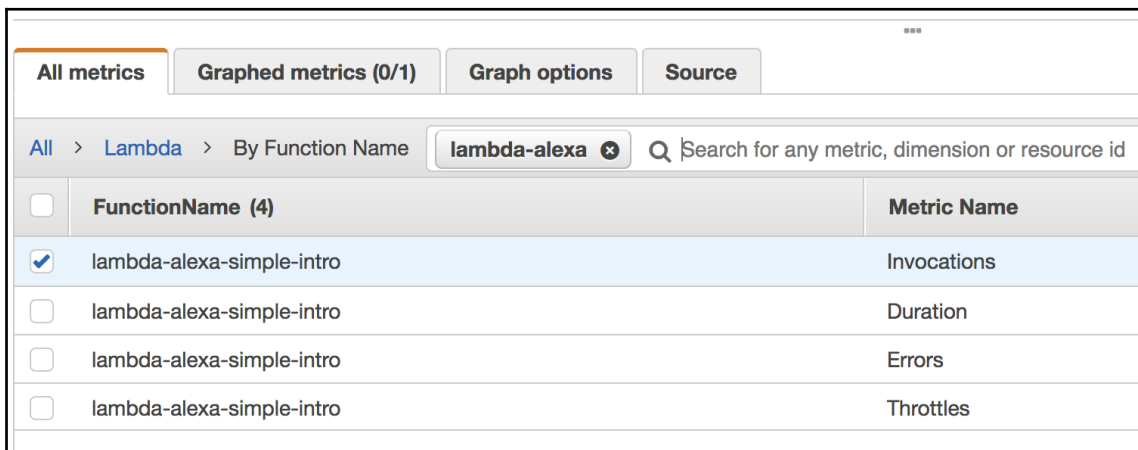 All metrics Graphed metrics (0/1) Graph options Source
All > Lambda > By Function Name lambda-alexa Search for any metric, dimension or resource id
FunctionName (4) Metric Name
lambda-alexa-simple-intro Invocations
lambda-alexa-simple-intro Duration
lambda-alexa-simple-intro Errors
lambda-alexa-simple-intro Throttles